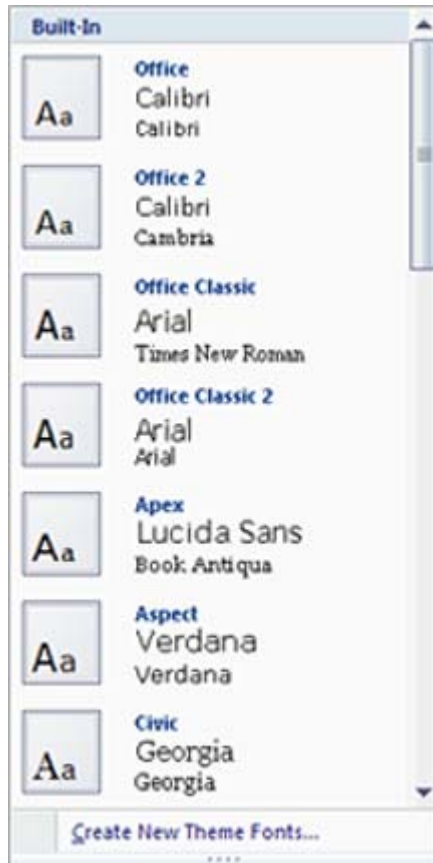 Built-In
Aa
Office
Calibri
Calibri
Aa
Office 2
Calibri
Cambria
Aa
Office Classic
Arial
Times New Roman
Aa
Office Classic 2
Arial
Arial
Aa
Apex
Lucida Sans
Book Antiqua
Aa
Aspect
Verdana
Verdana
Aa
Civic
Georgia
Georgia
Create New Theme Fonts...